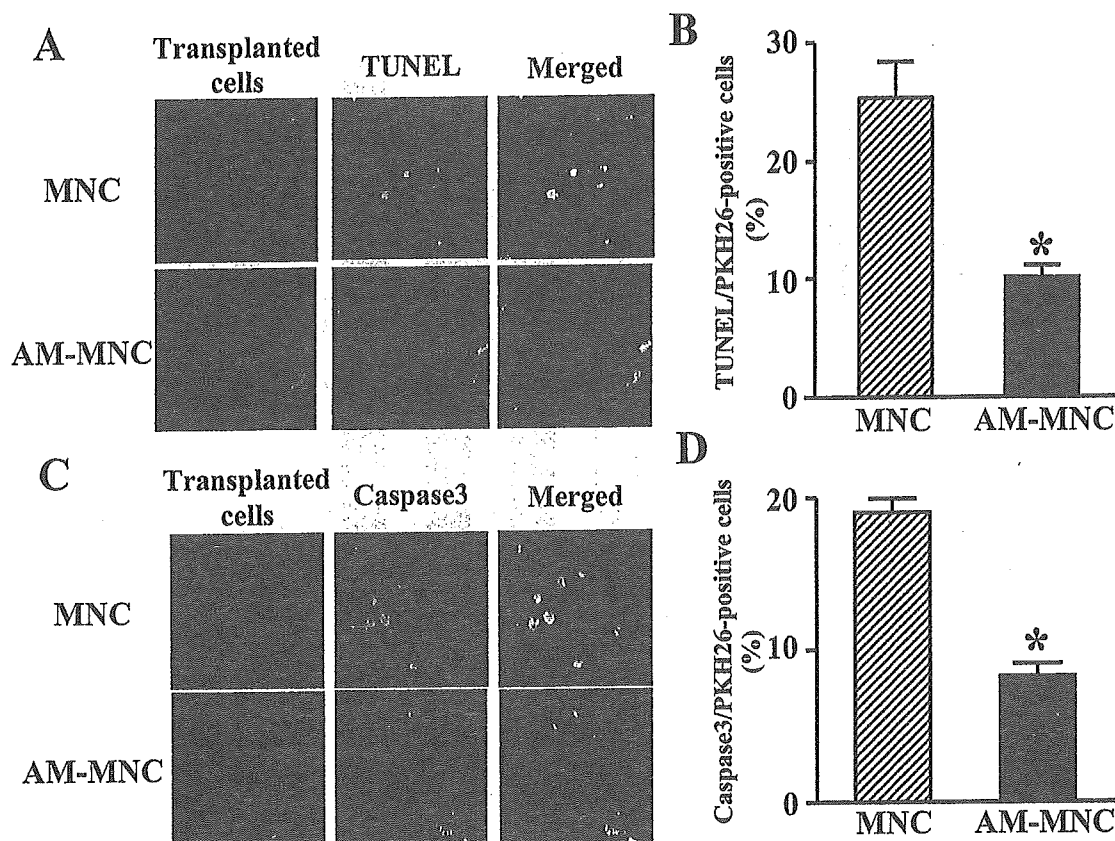 A
Transplanted
cells
TUNEL
Merged
MNC
AM-MNC
B
TUNEL/PKH26-positive cells
(%)
30
20
10
0
MNC
AM-MNC
*
C
Transplanted
cells
Caspase3
Merged
MNC
AM-MNC
D
Caspase3/PKH26-positive cells
(%)
20
10
0
MNC
AM-MNC
*